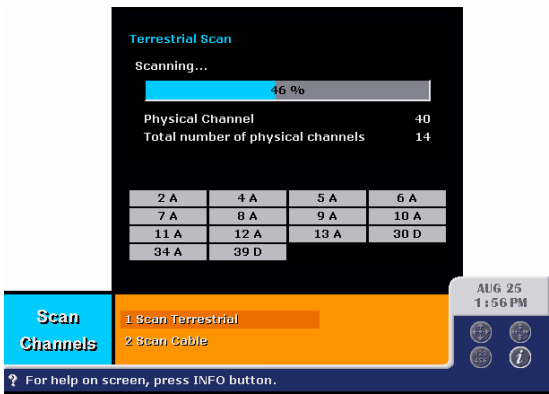 Terrestrial Scan
Scanning...
46 %
Physical Channel 40
Total number of physical channels 14
2 A 4 A 5 A 6 A
7 A 8 A 9 A 10 A
11 A 12 A 13 A 30 D
34 A 39 D
AUG 25
1:56 PM
Scan
Channels
1 Scan Terrestrial
2 Scan Cable
123
456
i
? For help on screen, press INFO button.